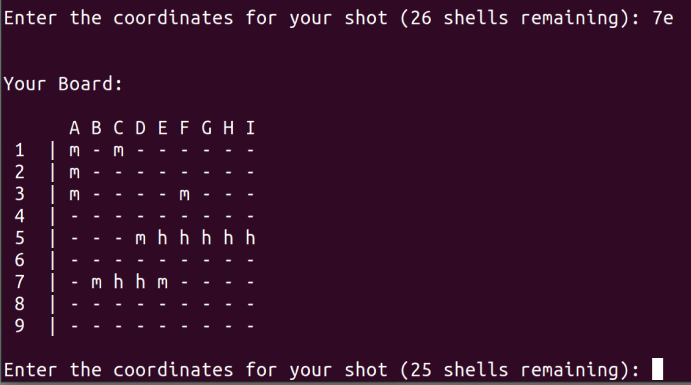 Enter the coordinates for your shot (26 shells remaining): 7e
Your Board:
A B C D E F G H I
1 | m - m - - - - - -
2 | m - - - - - - - -
3 | m - - - - m - - -
4 | - - - - - - - - -
5 | - - - m h h h h h
6 | - - - - - - - - -
7 | - m h h m - - - -
8 | - - - - - - - - -
9 | - - - - - - - - -
Enter the coordinates for your shot (25 shells remaining):